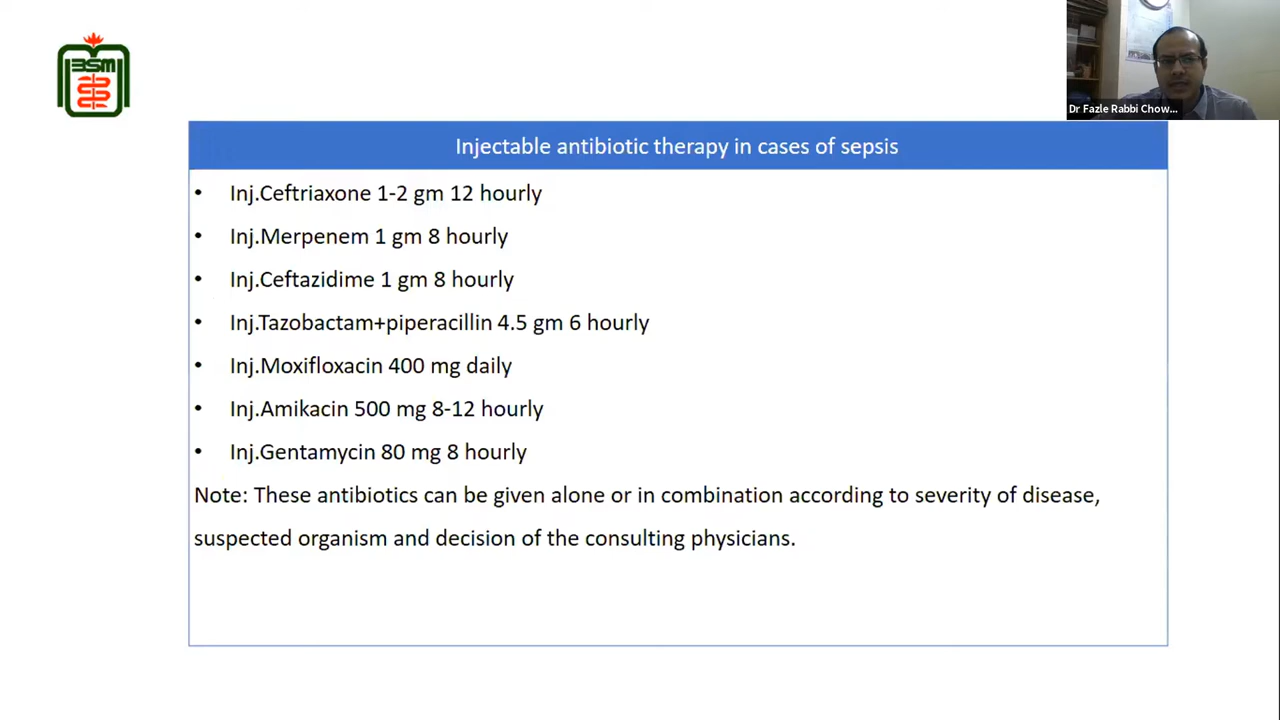 BSM
Dr Fazle Rabbi Chow...
Injectable antibiotic therapy in cases of sepsis
• Inj.Ceftriaxone 1-2 gm 12 hourly
• Inj.Merpenem 1 gm 8 hourly
• Inj.Ceftazidime 1 gm 8 hourly
• Inj.Tazobactam+piperacillin 4.5 gm 6 hourly
• Inj.Moxifloxacin 400 mg daily
• Inj.Amikacin 500 mg 8-12 hourly
• Inj.Gentamycin 80 mg 8 hourly
Note: These antibiotics can be given alone or in combination according to severity of disease,
suspected organism and decision of the consulting physicians.